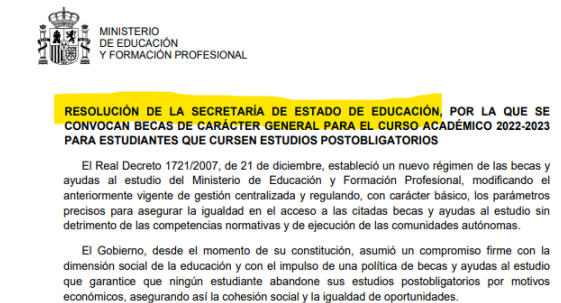 MINISTERIO
DE EDUCACIÓN
Y FORMACIÓN PROFESIONAL
RESOLUCIÓN DE LA SECRETARÍA DE ESTADO DE EDUCACIÓN, POR LA QUE SE
CONVOCAN BECAS DE CARÁCTER GENERAL PARA EL CURSO ACADÉMICO 2022-2023
PARA ESTUDIANTES QUE CURSEN ESTUDIOS POSTOBLIGATORIOS
El Real Decreto 1721/2007, de 21 de diciembre, estableció un nuevo régimen de las becas y
ayudas al estudio del Ministerio de Educación y Formación Profesional, modificando el
anteriormente vigente de gestión centralizada y regulando, con carácter básico, los parámetros
precisos para asegurar la igualdad en el acceso a las citadas becas y ayudas al estudio sin
detrimento de las competencias normativas y de ejecución de las comunidades autónomas.
El Gobierno, desde el momento de su constitución, asumió un compromiso firme con la
dimensión social de la educación y con el impulso de una política de becas y ayudas al estudio
que garantice que ningún estudiante abandone sus estudios postobligatorios por motivos
económicos, asegurando así la cohesión social y la igualdad de oportunidades.